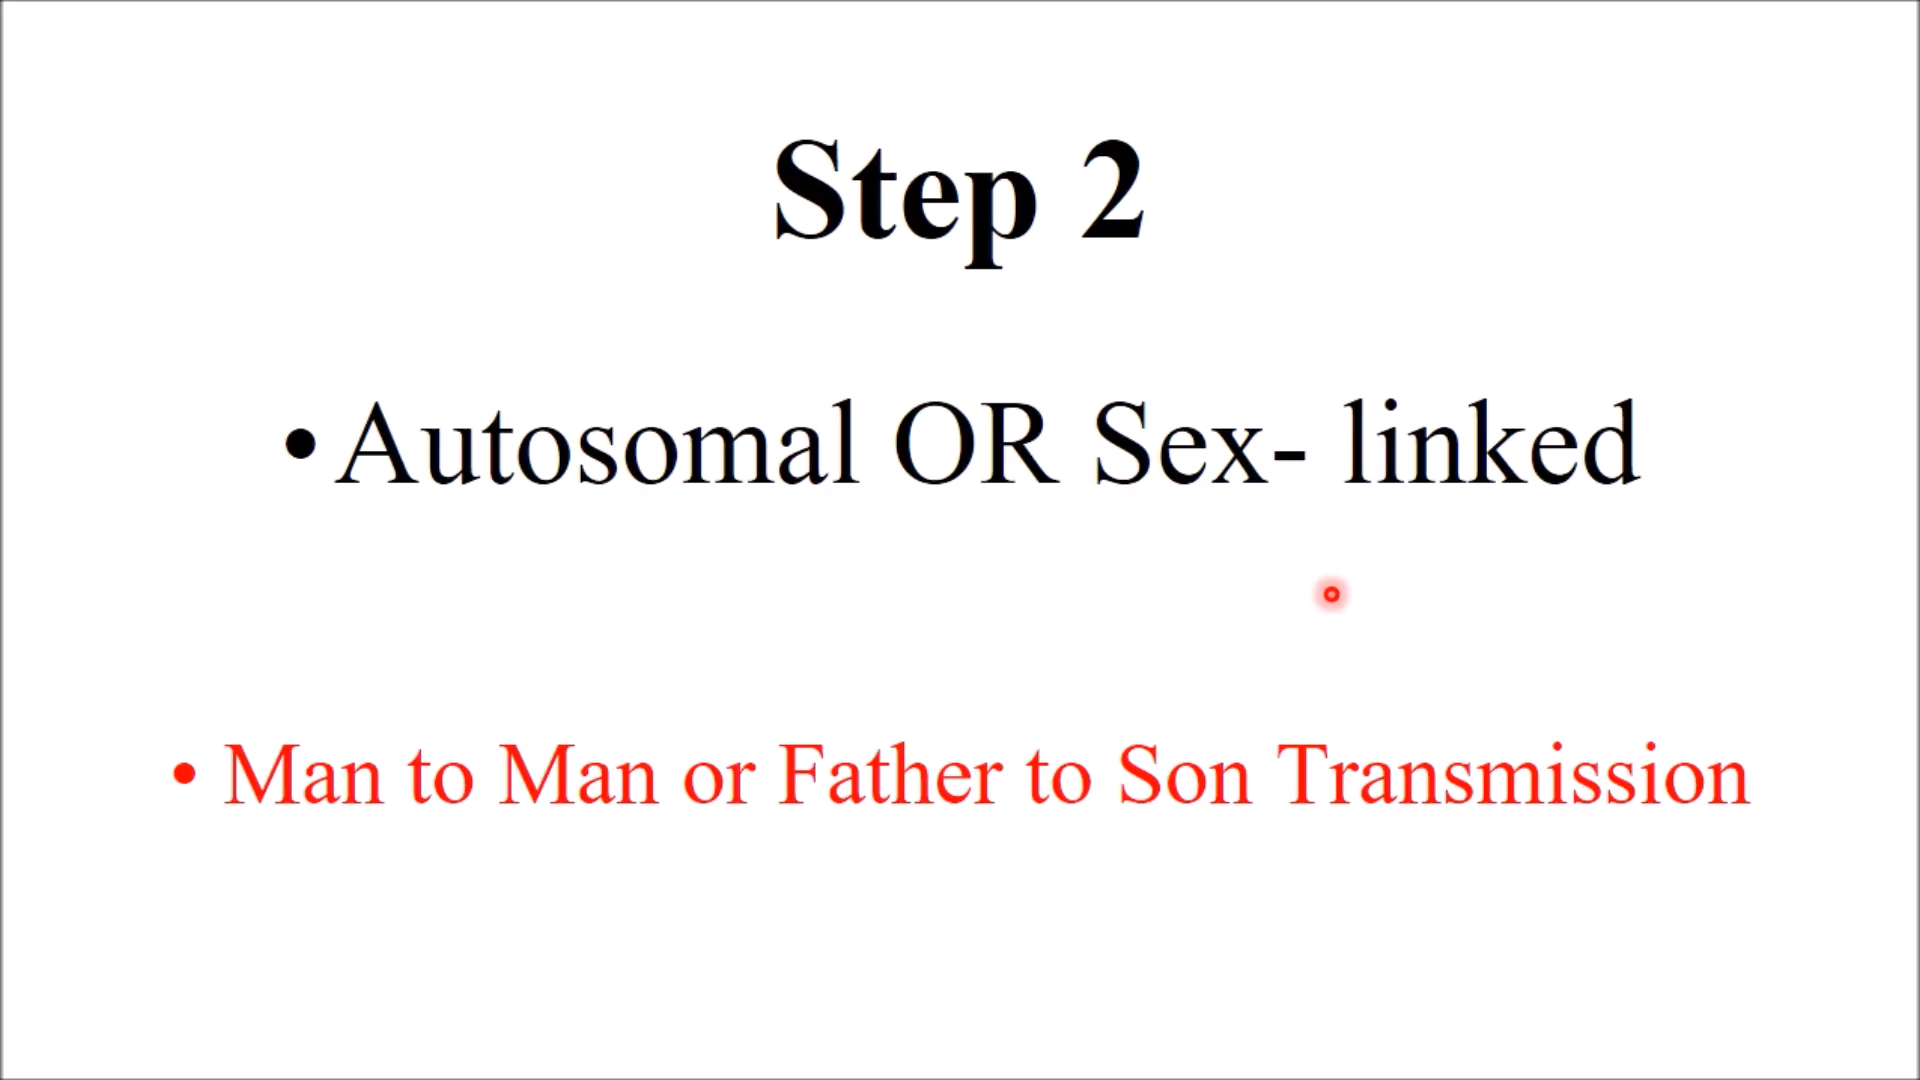 Step 2
• Autosomal OR Sex- linked
• Man to Man or Father to Son Transmission